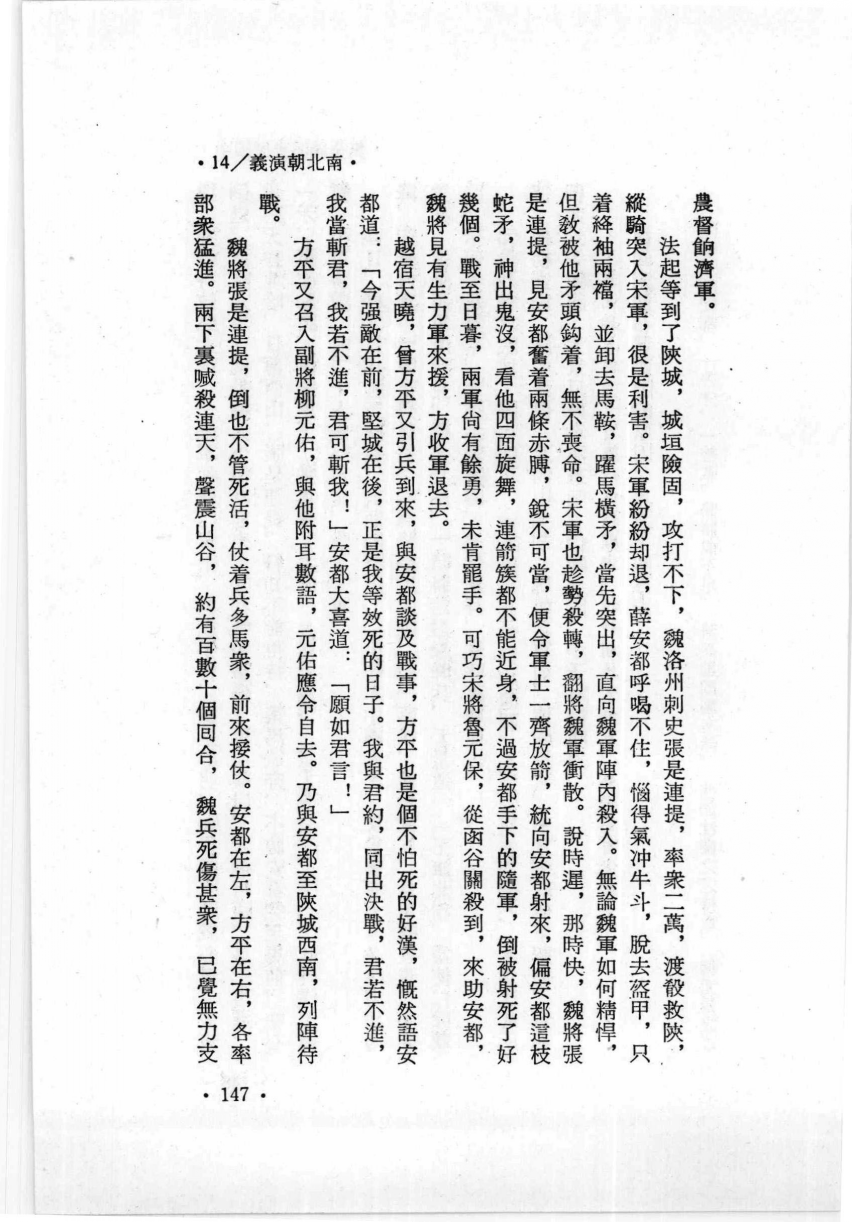 ・14／義演朝北南・
農督餉濟軍。
法起等到了陝城，城垣險固，攻打不下，魏洛州刺史張是連提，率衆二萬，渡殽救陝，
縱騎突入宋軍，很是利害。宋軍紛紛却退，薛安都呼喝不住，惱得氣冲牛斗，脫去盔甲，只
着絳袖兩襠，並卸去馬鞍，躍馬橫矛，當先突出，直向魏軍陣內殺入。無論魏軍如何精悍，
但敎被他矛頭鈎着，無不喪命。宋軍也趁勢殺轉，翻將魏軍衝散。說時遲，那時快，魏將張
是連提，見安都奮着兩條赤膊，銳不可當，便令軍士一齊放箭，統向安都射來，偏安都這枝
蛇矛，神出鬼沒，看他四面旋舞，連箭簇都不能近身，不過安都手下的隨軍，倒被射死了好
幾個。戰至日暮，兩軍尙有餘勇，未肯罷手。可巧宋將魯元保，從函谷關殺到，來助安都，
魏將見有生力軍來援，方收軍退去。
越宿天曉，曾方平又引兵到來，與安都談及戰事，方平也是個不怕死的好漢，慨然語安
都道：「今强敵在前，堅城在後，正是我等效死的日子。我與君約，同出決戰，君若不進，
我當斬君，我若不進，君可斬我！」安都大喜道：「願如君言！」
方平又召入副將柳元佑，與他附耳數語，元佑應令自去。乃與安都至陝城西南，列陣待
戰。
魏將張是連提，倒也不管死活，仗着兵多馬衆，前來接仗。安都在左，方平在右，各率
部衆猛進。兩下裏喊殺連天，聲震山谷，約有百數十個囘合，魏兵死傷甚衆，已覺無力支
・147・